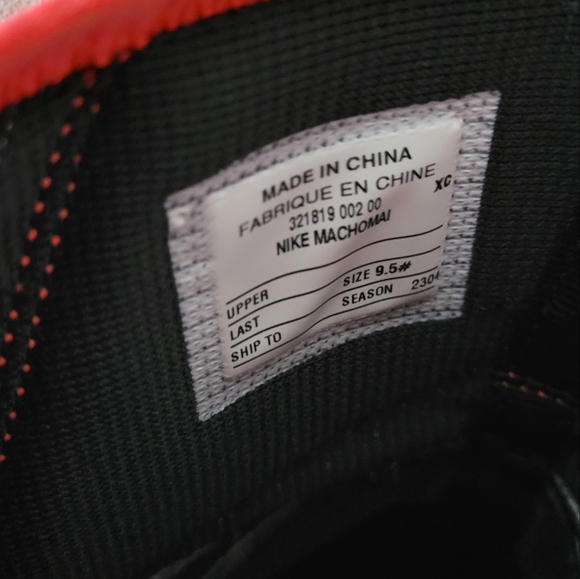 MADE IN CHINA
FABRIQUE EN CHINE
XC
321819 002 00
NIKE MACHOMAI
UPPER SIZE 9.5#
LAST SEASON 2304
SHIP TO